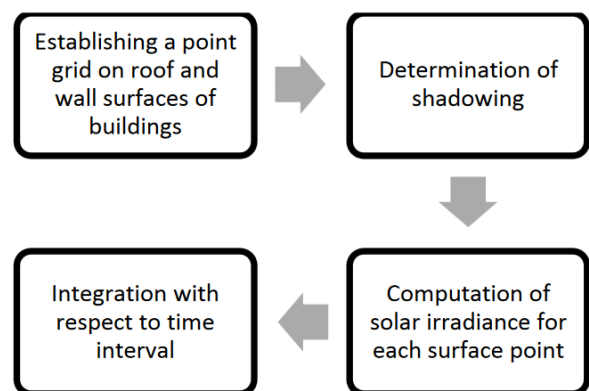 Establishing a point
grid on roof and
wall surfaces of
buildings
Determination of
shadowing
Computation of
solar irradiance for
each surface point
Integration with
respect to time
interval